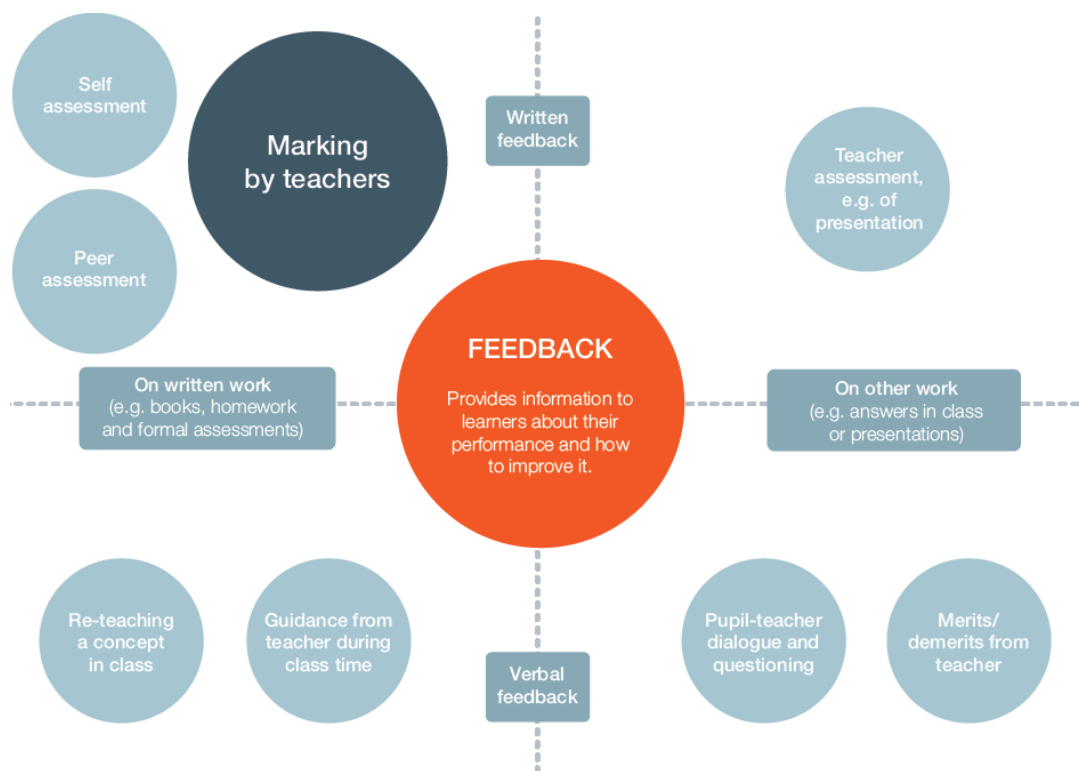 Self
assessment
Marking
by teachers
Written
feedback
Teacher
assessment,
e.g. of
presentation
Peer
assessment
FEEDBACK
Provides information to
learners about their
performance and how
to improve it.
On written work
(e.g. books, homework
and formal assessments)
On other work
(e.g. answers in class
or presentations)
Re-teaching
a concept
in class
Guidance from
teacher during
class time
Verbal
feedback
Pupil-teacher
dialogue and
questioning
Merits/
demerits from
teacher